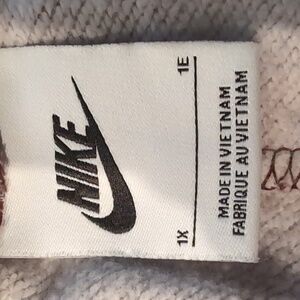 NIKE
1X 1E
MADE IN VIETNAM
FABRIQUE AU VIETNAM